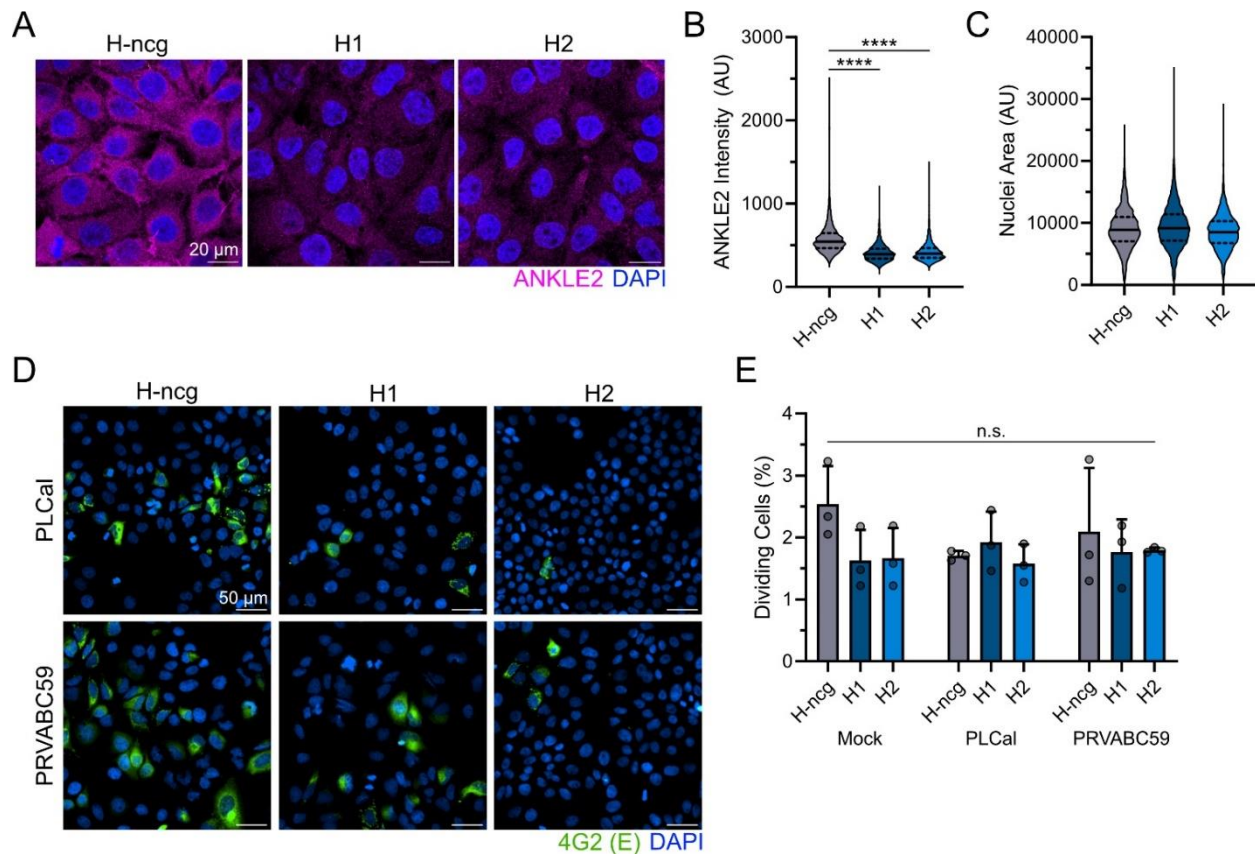 A
H-ncg H1 H2
20 µm
ANKLE2 DAPI
B
ANKLE2 Intensity (AU)
3000
2000
1000
500
0
****
****
H-ncg H1 H2
C
Nuclei Area (AU)
40000
30000
20000
10000
0
H-ncg H1 H2
D
H-ncg H1 H2
PLCal
50 µm
PRVABC59
4G2 (E) DAPI
E
Dividing Cells (%)
4
3
2
1
0
n.s.
H-ncg H1 H2 H-ncg H1 H2 H-ncg H1 H2
Mock PLCal PRVABC59